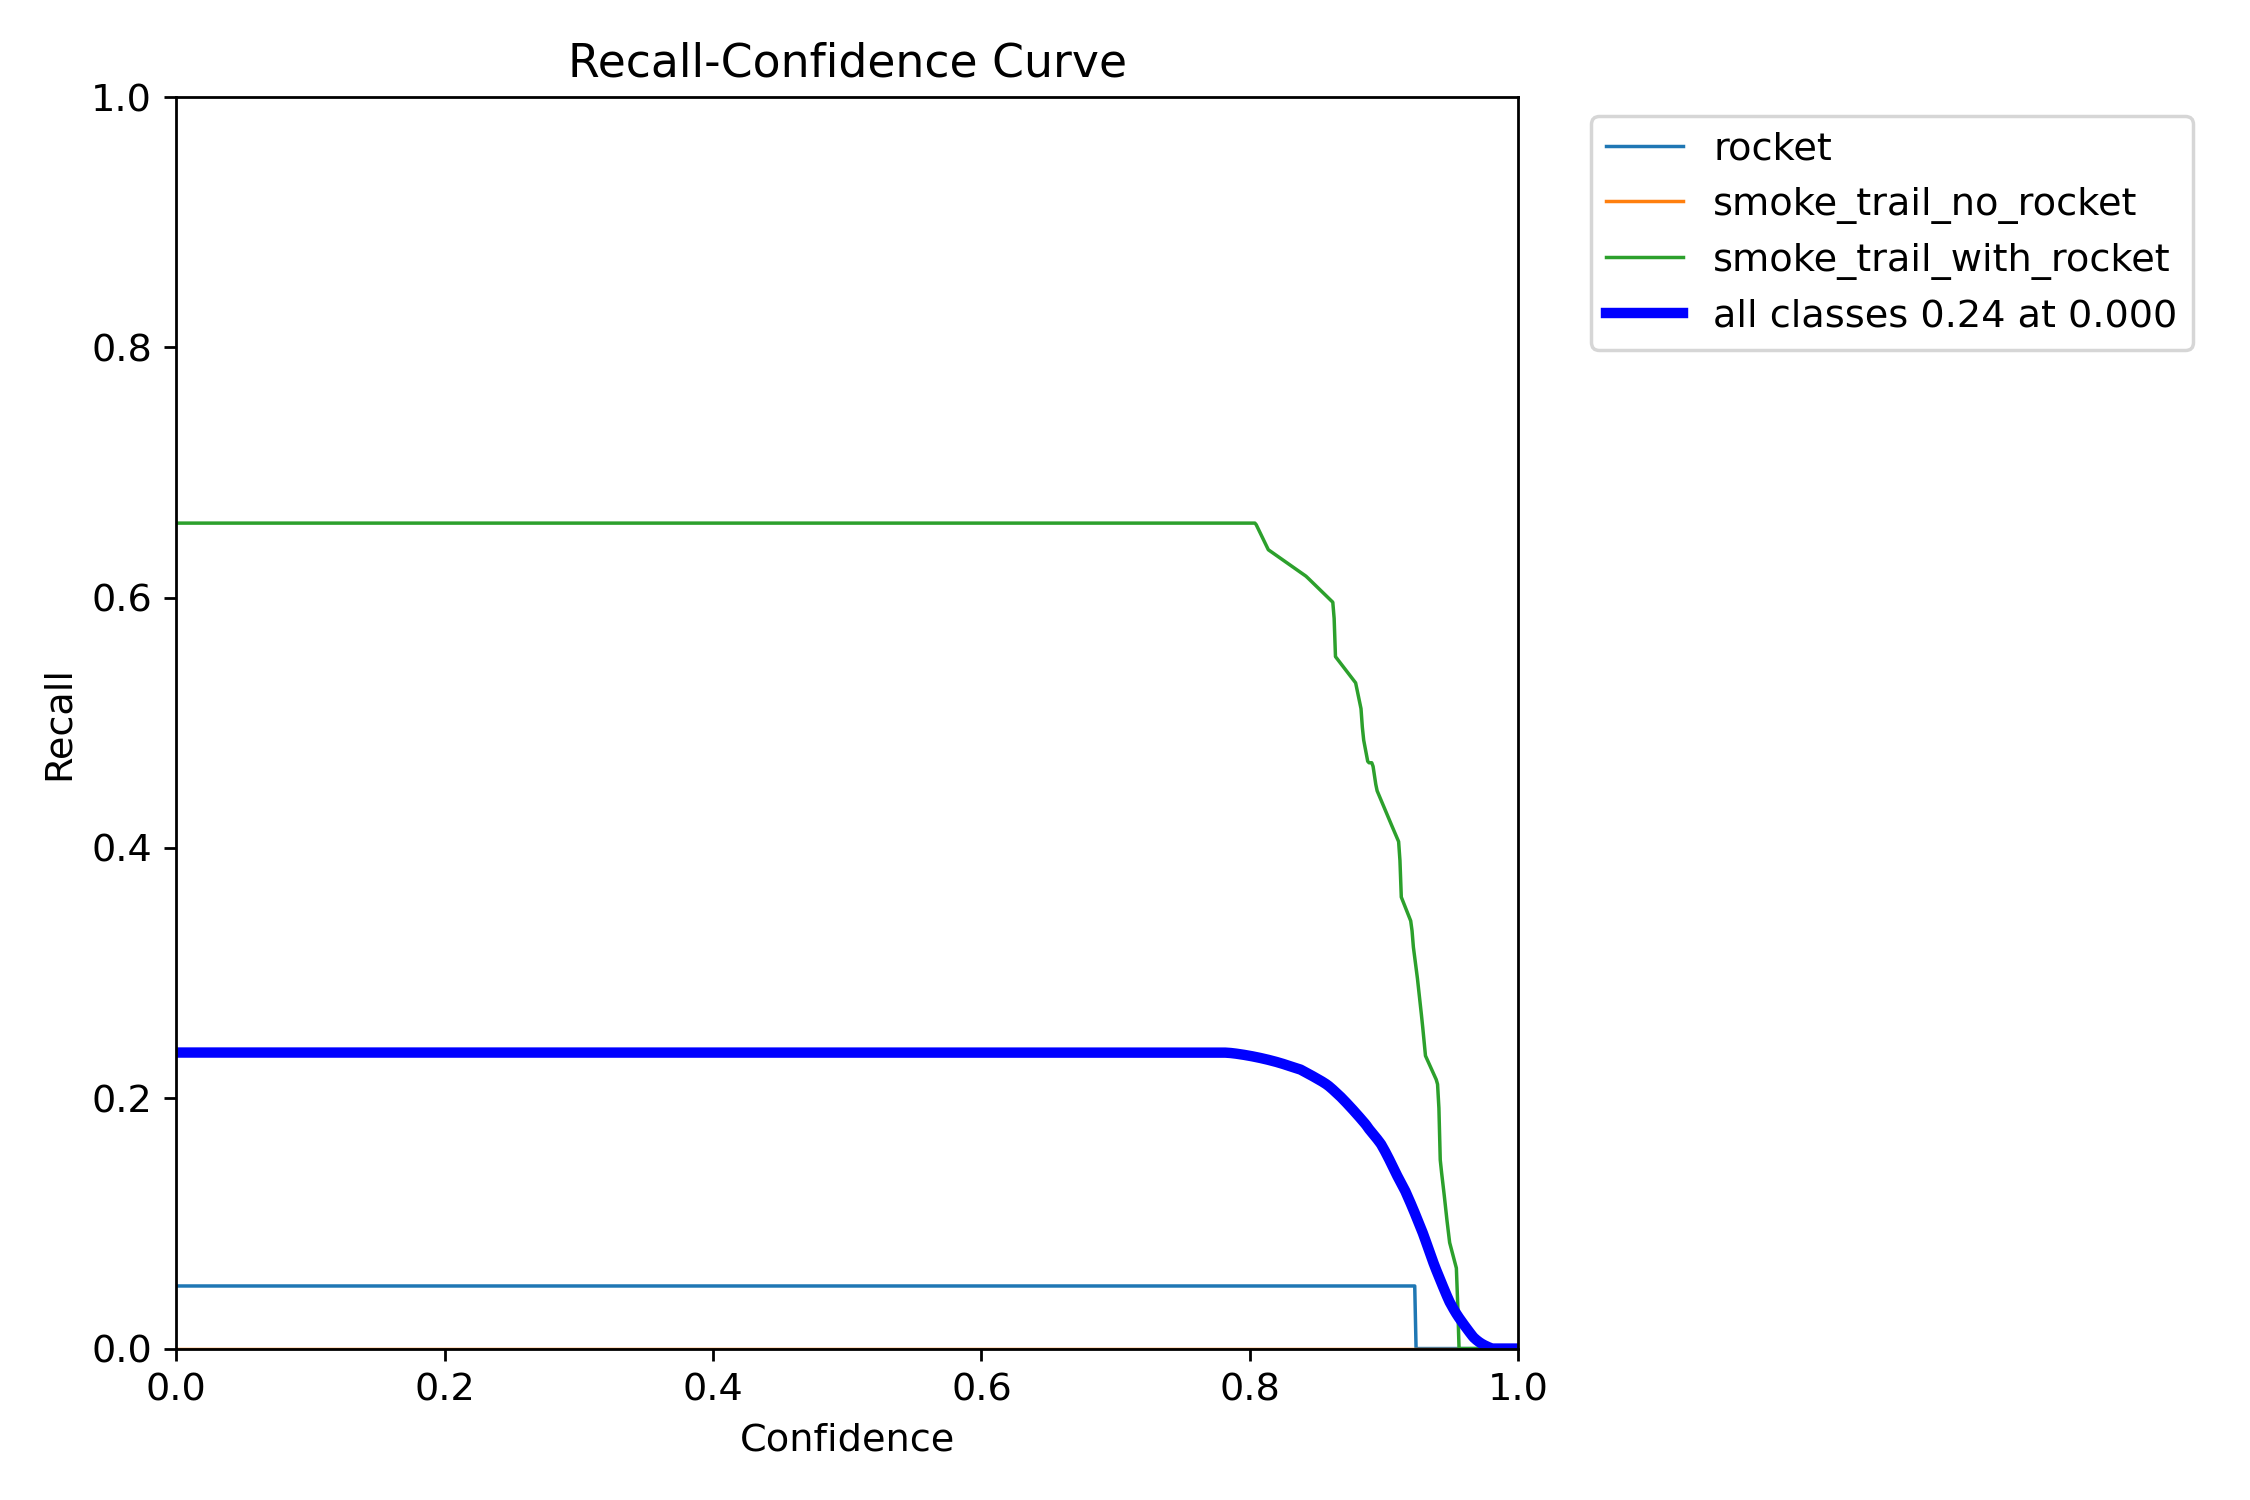 Recall-Confidence Curve
1.0
0.8
0.6
0.4
0.2
0.0
Recall
0.0 0.2 0.4 0.6 0.8 1.0
Confidence
rocket
smoke_trail_no_rocket
smoke_trail_with_rocket
all classes 0.24 at 0.000